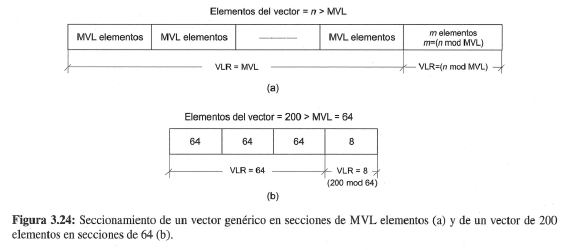 Elementos del vector = n > MVL
MVL elementos MVL elementos MVL elementos m elementos
m=(n mod MVL)
VLR = MVL VLR=(n mod MVL)
(a)
Elementos del vector = 200 > MVL = 64
64 64 64 8
VLR = 64 VLR = 8
(200 mod 64)
(b)
Figura 3.24: Seccionamiento de un vector genérico en secciones de MVL elementos (a) y de un vector de 200
elementos en secciones de 64 (b).